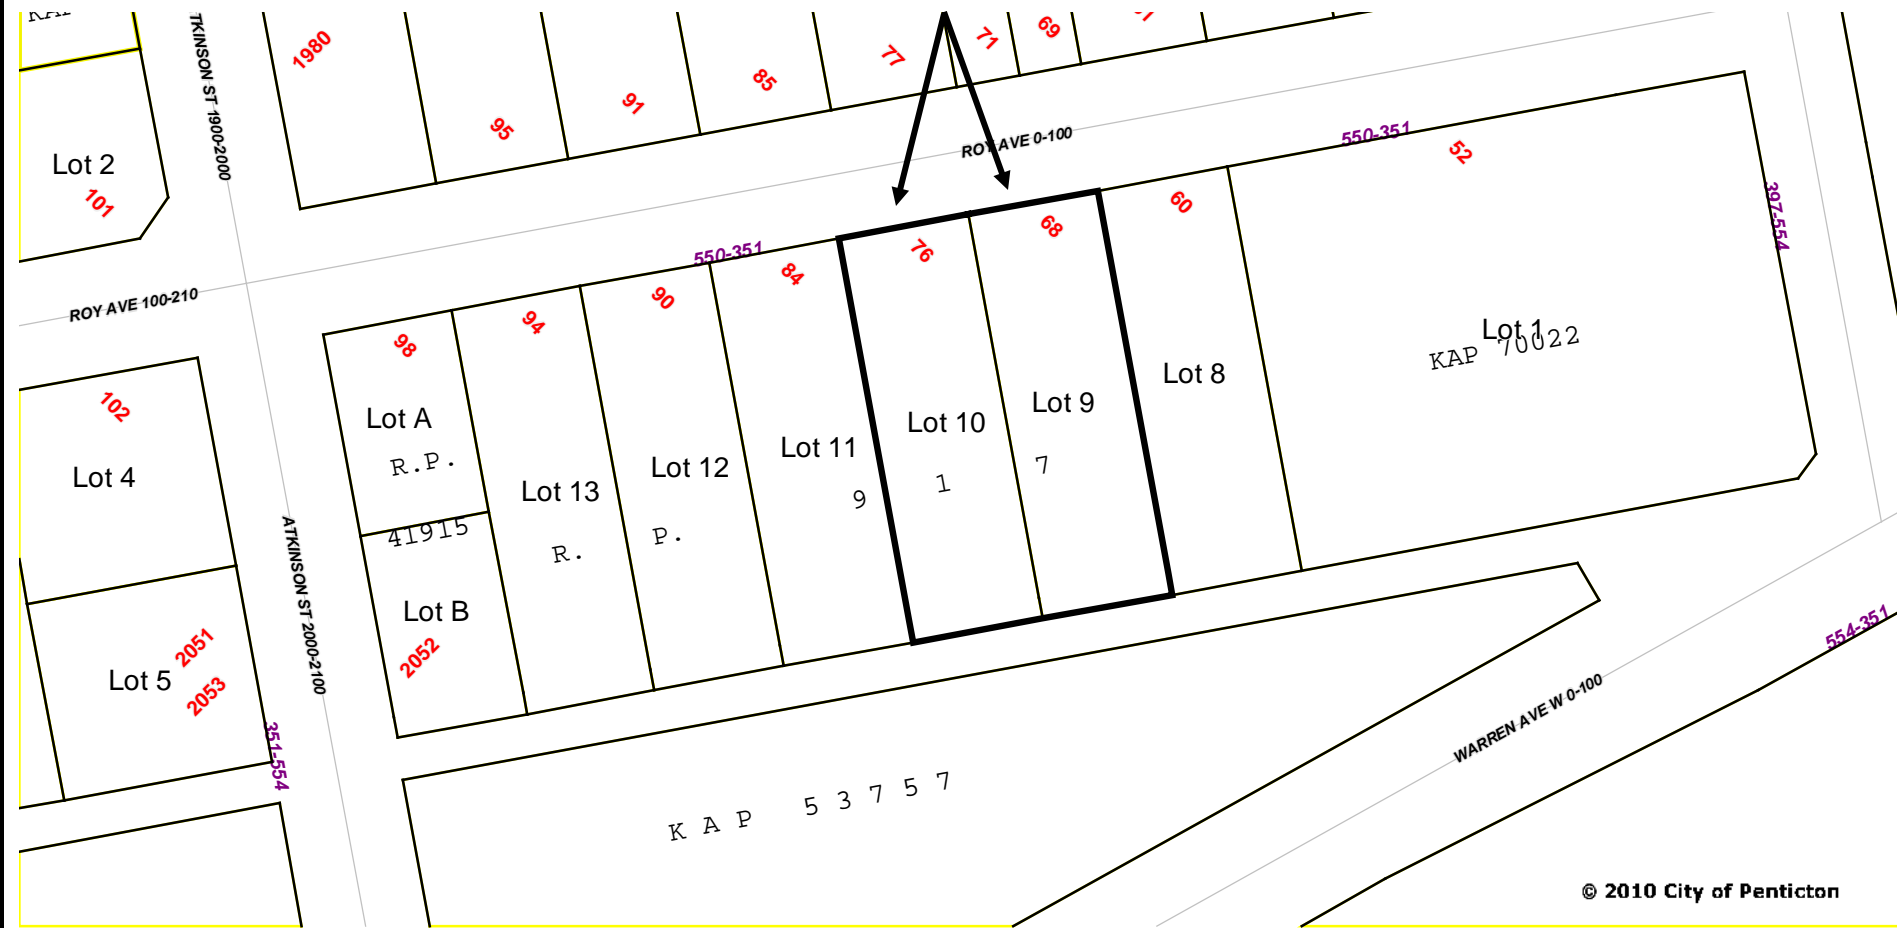 ATKINSON ST 1900-2000
1980
95
91
85
77
71
69
ROY AVE 0-100
550-351
52
397-554
Lot 2
101
60
68
76
84
90
94
98
550-351
ROY AVE 100-210
102
Lot 4
Lot A
R.P.
41915
Lot B
2052
Lot 13
Lot 12
Lot 11
Lot 10
Lot 9
Lot 8
Lot 1
KAP 70022
R. P. 9 1 7
ATKINSON ST 2000-2100
Lot 5
2051
2053
351-554
554-351
WARREN AVE W 0-100
KAP 53757
© 2010 City of Penticton